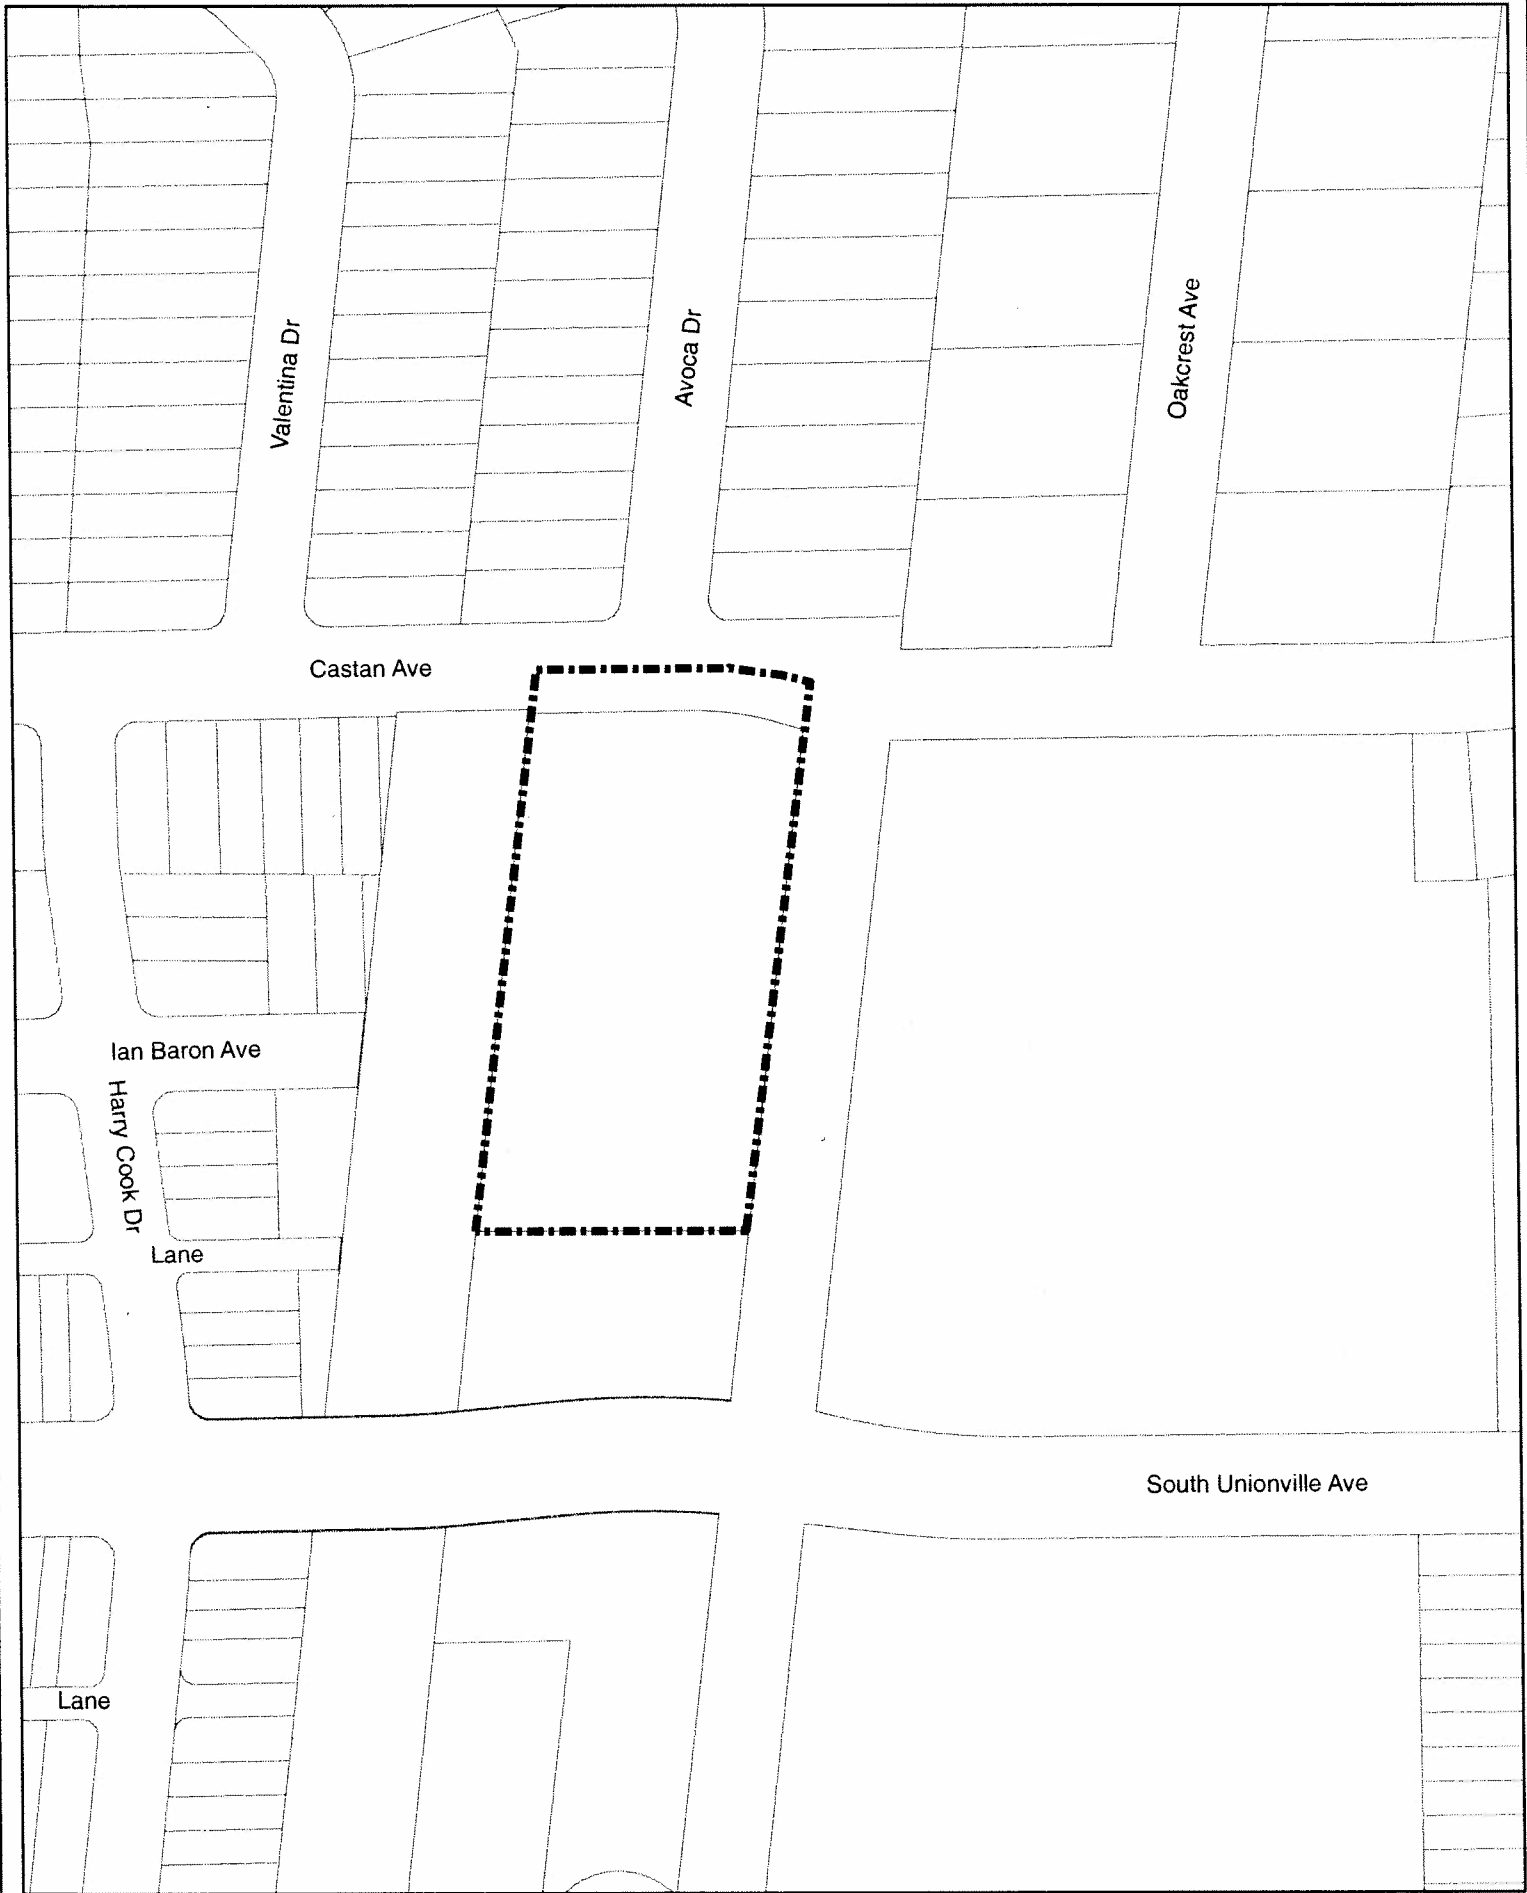 Valentina Dr
Avoca Dr
Oakcrest Ave
Castan Ave
Ian Baron Ave
Harry Cook Dr
Lane
South Unionville Ave
Lane